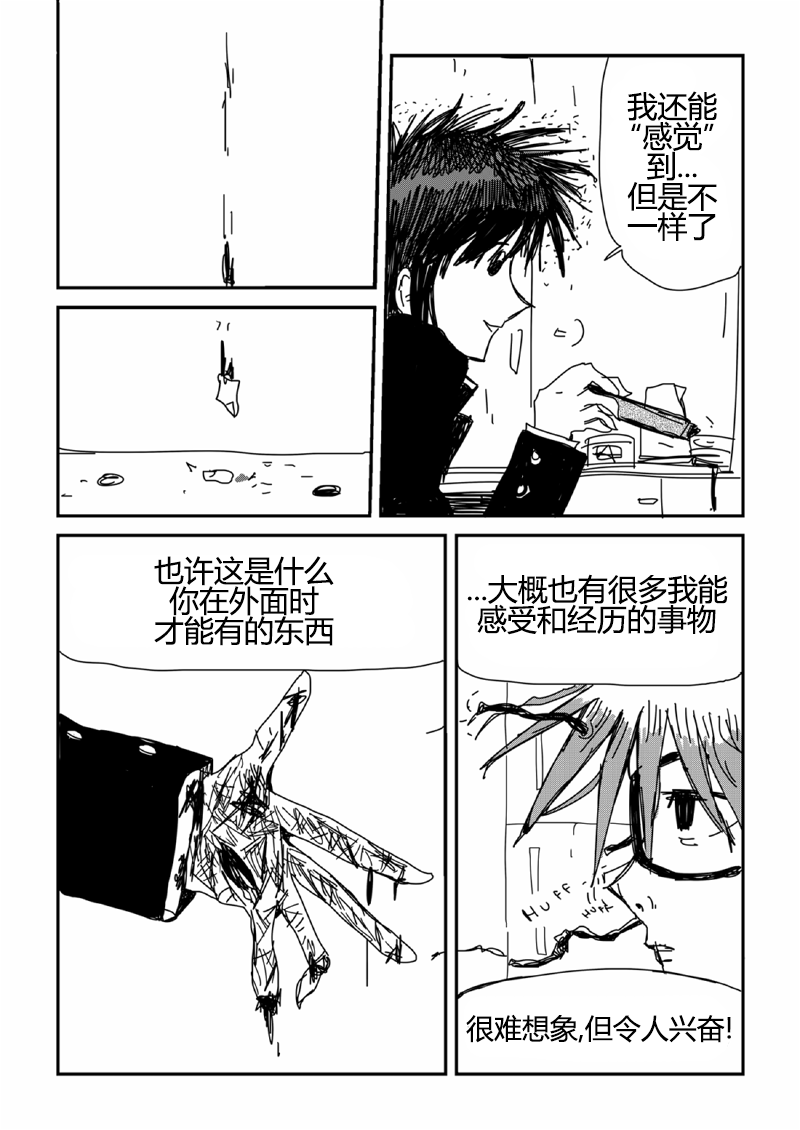 我还能
“感觉”
到...
但是不
一样了
也许这是什么
你在外面时
才能有的东西
...大概也有很多我能
感受和经历的事物
HUFF
HUFF
很难想象,但令人兴奋!